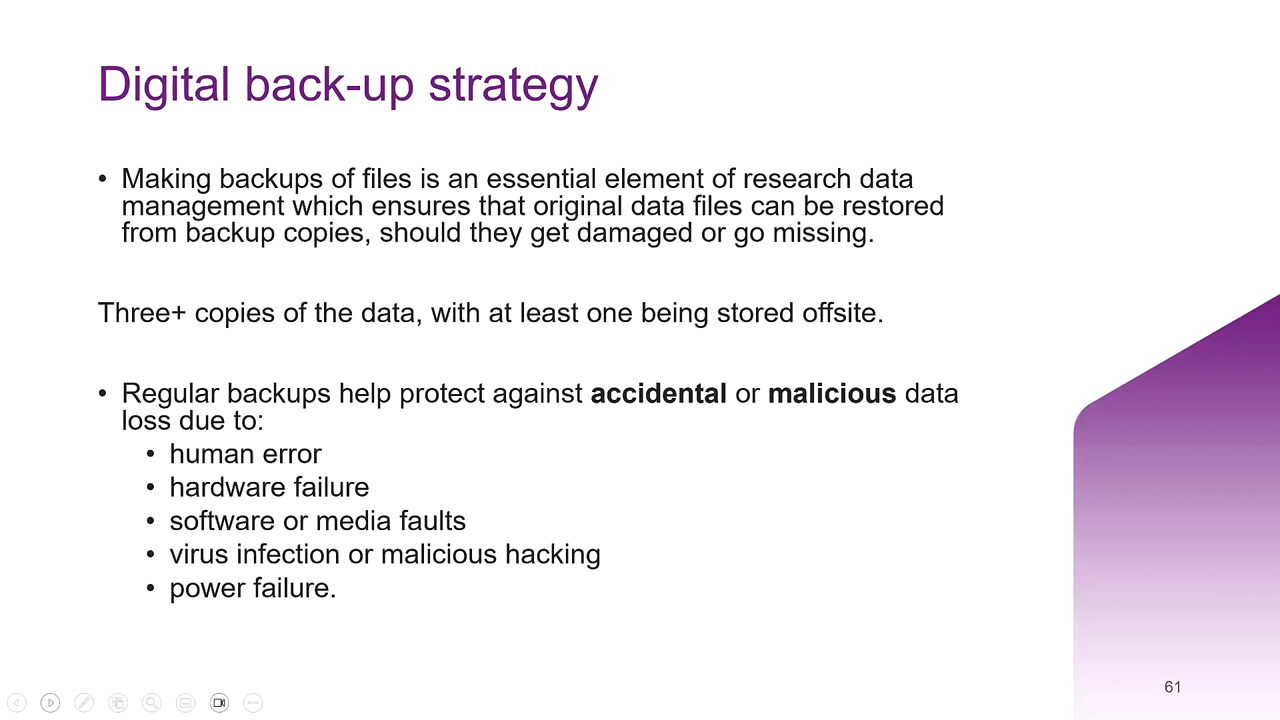 Digital back-up strategy
• Making backups of files is an essential element of research data
management which ensures that original data files can be restored
from backup copies, should they get damaged or go missing.
Three+ copies of the data, with at least one being stored offsite.
• Regular backups help protect against accidental or malicious data
loss due to:
• human error
• hardware failure
• software or media faults
• virus infection or malicious hacking
• power failure.
61